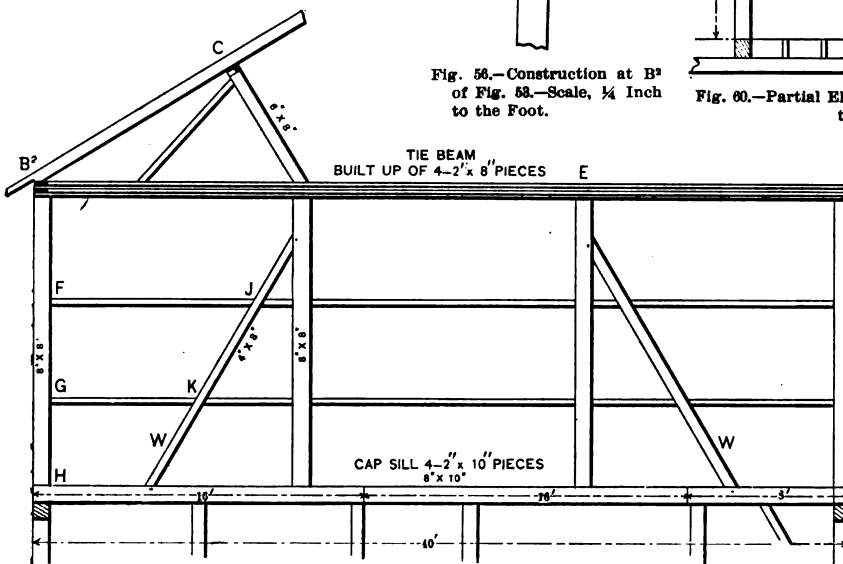 C
6" X 8"
B²
Fig. 56.—Construction at B²
of Fig. 58.—Scale, ¼ Inch
to the Foot.
Fig. 60.—Partial El
t
TIE BEAM
BUILT UP OF 4-2" X 8" PIECES
E
F
J
8" X 8"
4" X 8"
8" X 8"
G
K
W
W
H
CAP SILL 4-2" X 10" PIECES
8" X 10"
16'
16'
8'
40'